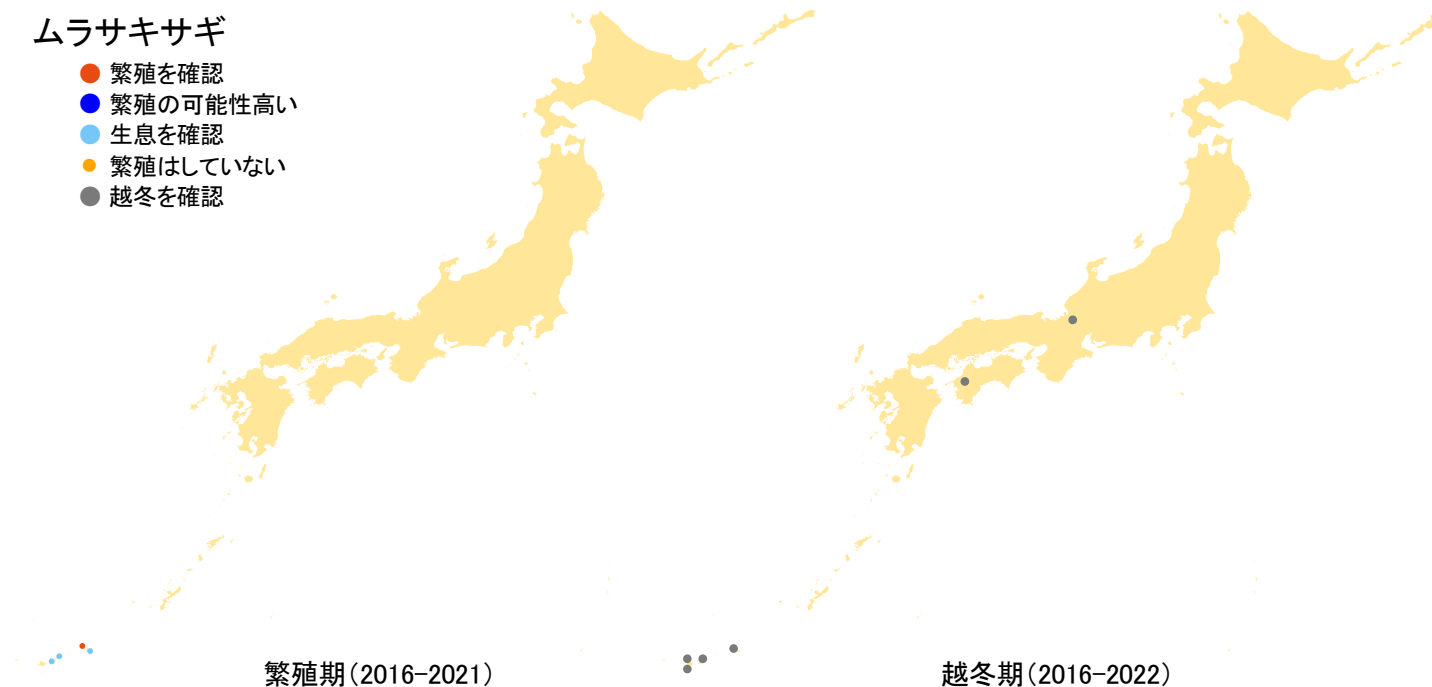 ムラサキサギ
繁殖を確認
繁殖の可能性高い
生息を確認
繁殖はしていない
越冬を確認
繁殖期(2016-2021)
越冬期(2016-2022)